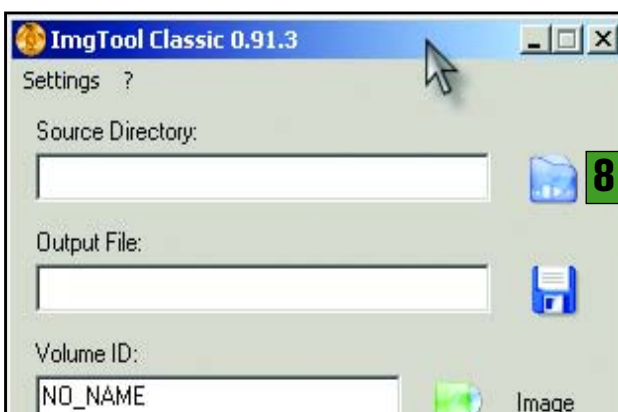 ImgTool Classic 0.91.3
Settings ?
Source Directory:
8
Output File:
Volume ID:
NO_NAME
Image